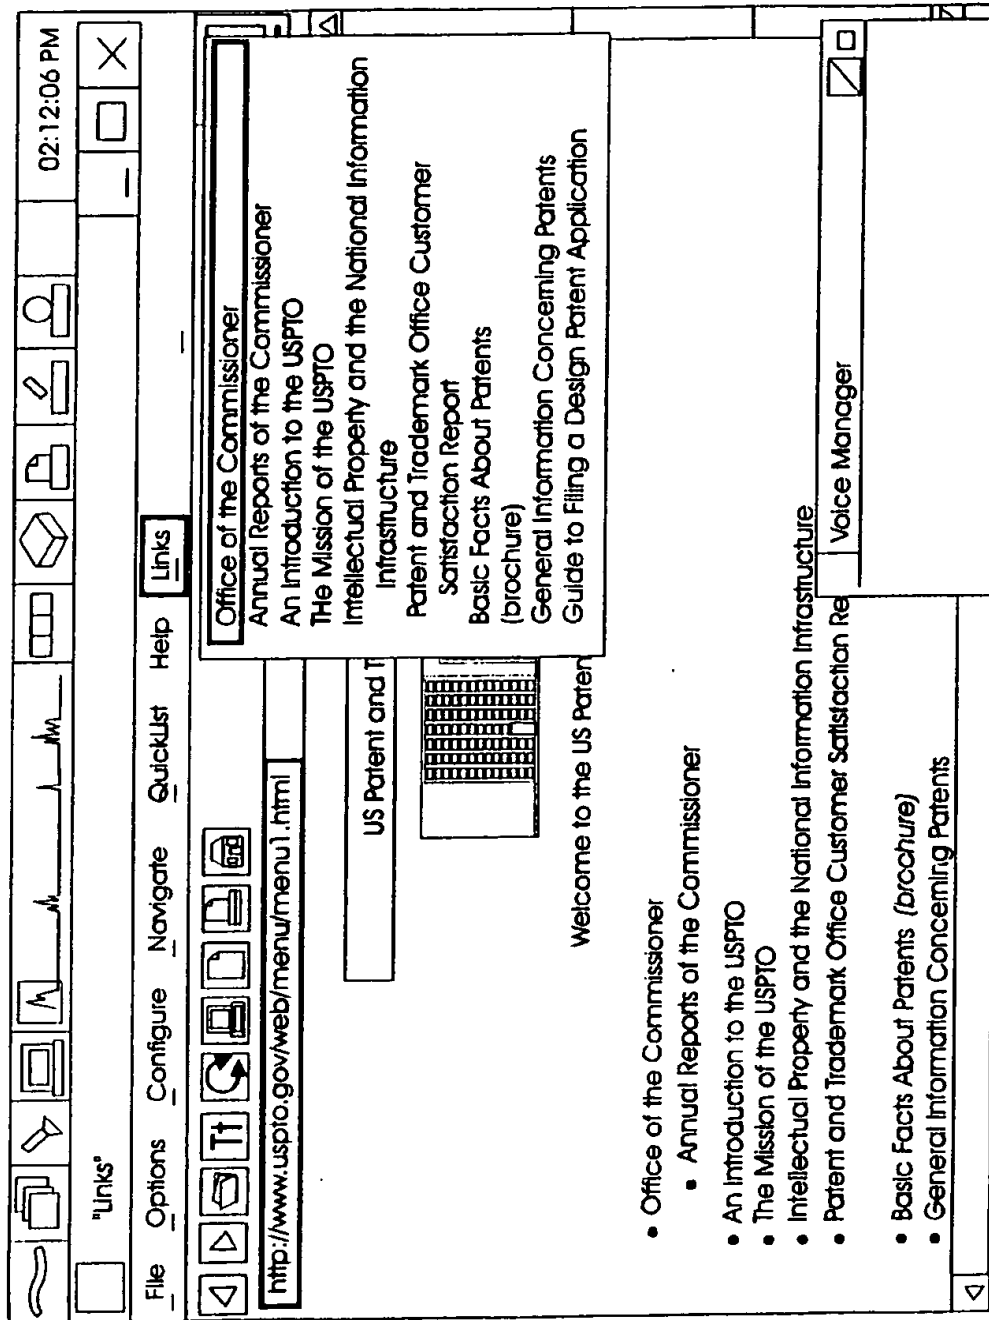 02:12:06 PM
"Links"
File Options Configure Navigate QuickList Help Links
Tt
http://www.uspto.gov/web/menu/menu1.html
Office of the Commissioner
Annual Reports of the Commissioner
An Introduction to the USPTO
THe Mission of the USPTO
Intellectual Property and the National Information
Infrastructure
Patent and Trademark Office Customer
Satisfaction Report
Basic Facts About Patents
(brochure)
General Information Concerning Patents
Guide to Filing a Design Patent Application
US Patent and T
Welcome to the US Paten
• Office of the Commissioner
• Annual Reports of the Commissioner
• An Introduction to the USPTO
• The Mission of the USPTO
• Intellectual Property and the National Information Infrastructure
• Patent and Trademark Office Customer Satisfaction Re
• Basic Facts About Patents (brochure)
• General Information Concerning Patents
Voice Manager